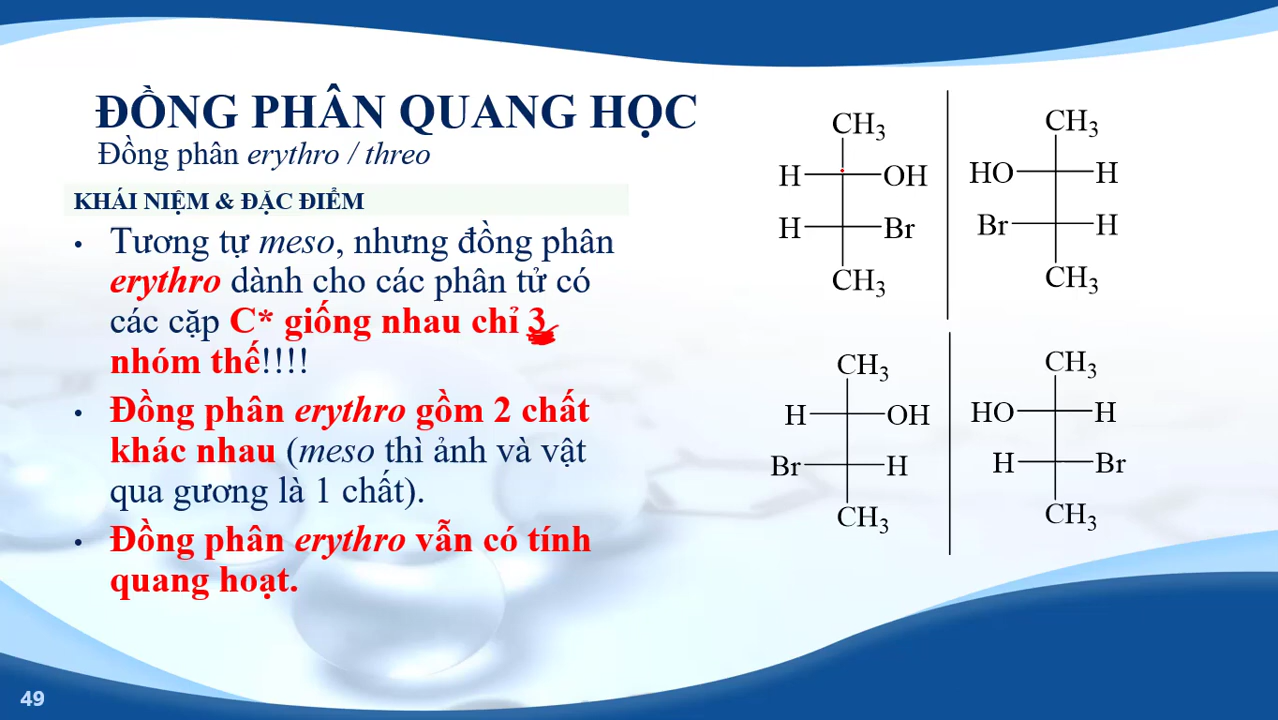 ĐỒNG PHÂN QUANG HỌC
Đồng phân erythro / threo
KHÁI NIỆM & ĐẶC ĐIỂM
• Tương tự meso, nhưng đồng phân
erythro dành cho các phân tử có
các cặp C* giống nhau chỉ 3
nhóm thế!!!!
• Đồng phân erythro gồm 2 chất
khác nhau (meso thì ảnh và vật
qua gương là 1 chất).
• Đồng phân erythro vẫn có tính
quang hoạt.
CH3
H OH
H Br
CH3
CH3
HO H
Br H
CH3
CH3
H OH
Br H
CH3
CH3
HO H
H Br
CH3
49